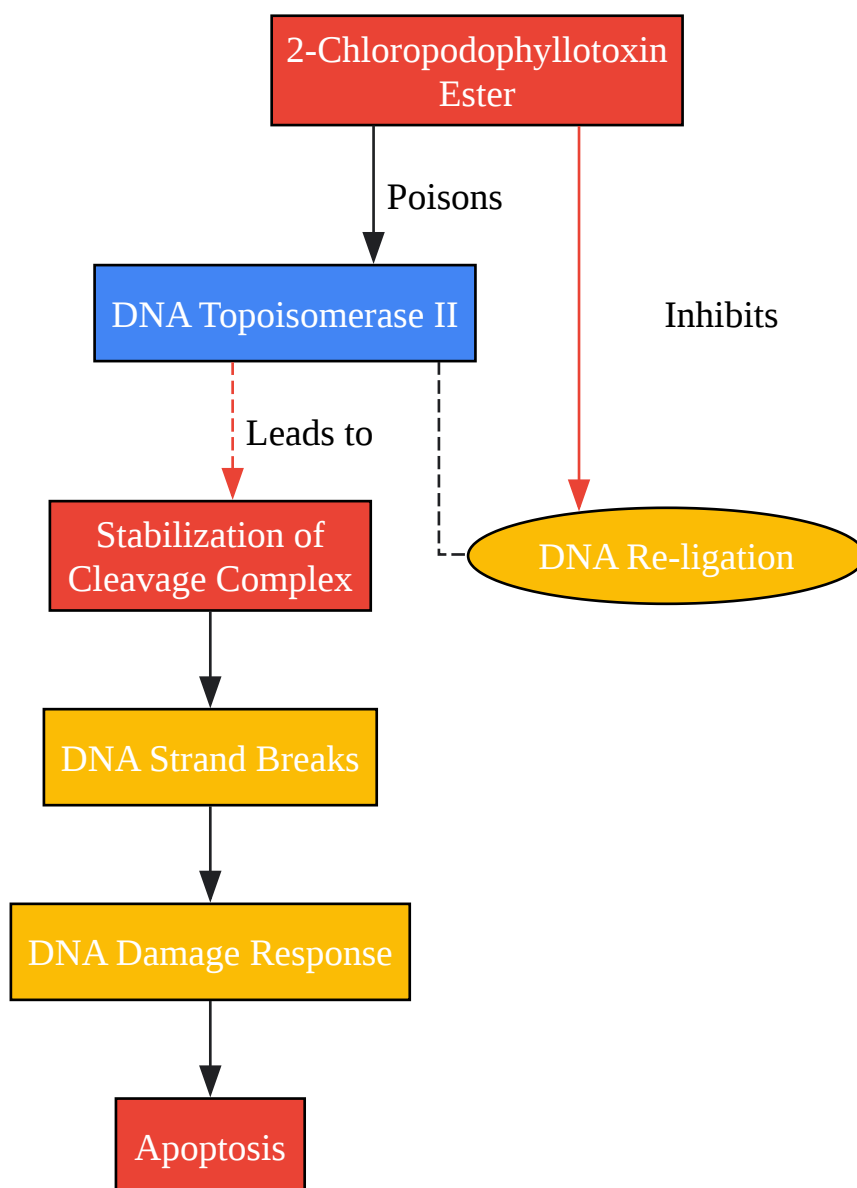 2-Chloropodophyllotoxin
Ester
Poisons
DNA Topoisomerase II
Inhibits
Leads to
Stabilization of
Cleavage Complex
DNA Re-ligation
DNA Strand Breaks
DNA Damage Response
Apoptosis